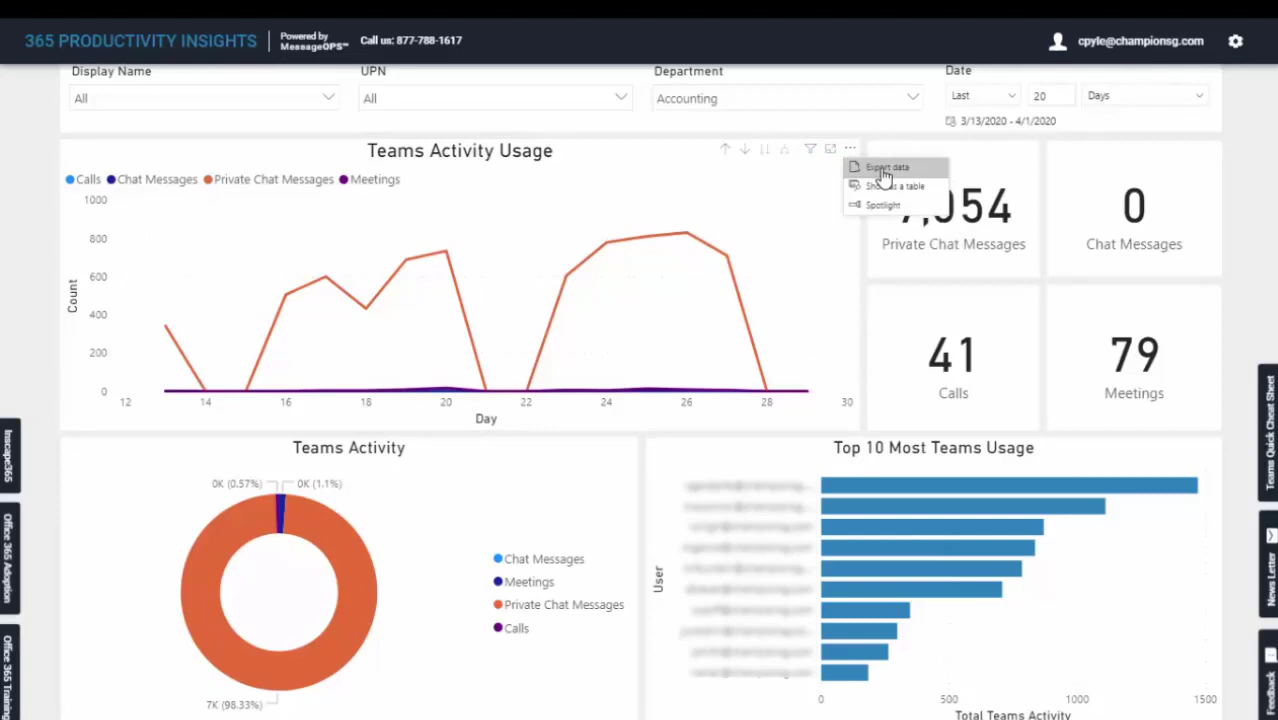 365 PRODUCTIVITY INSIGHTS
Powered by
MessageOPS™
Call us: 877-788-1617
cpyle@championsg.com
Display Name
UPN
Department
Date
All
All
Accounting
Last
20
Days
3/13/2020 - 4/1/2020
Teams Activity Usage
Calls
Chat Messages
Private Chat Messages
Meetings
Export data
Spotlight
1000
800
600
400
200
0
Count
12
14
16
18
20
22
24
26
28
30
Day
Private Chat Messages
0
Chat Messages
41
Calls
79
Meetings
Teams Activity
0K (0.57%)
0K (1.1%)
7K (98.33%)
Chat Messages
Meetings
Private Chat Messages
Calls
Top 10 Most Teams Usage
User
0
500
1000
1500
Total Teams Activity
Inscape365
Office 365 Adoption
Office 365 Training
Teams Quick Cheat Sheet
News Letter
Feedback